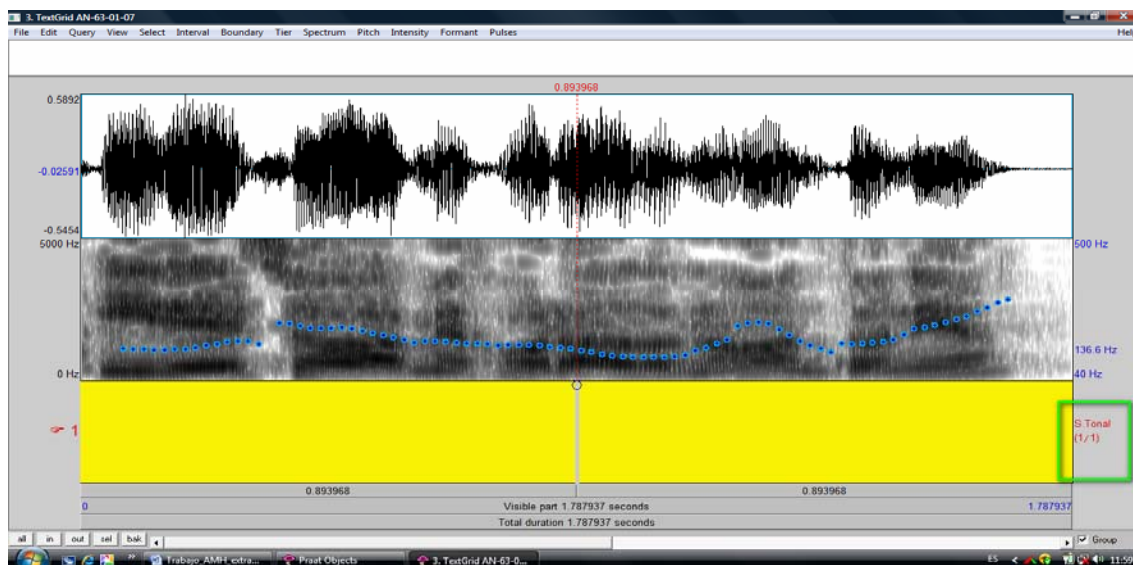 3. TextGrid AN-63-01-07
File Edit Query View Select Interval Boundary Tier Spectrum Pitch Intensity Formant Pulses Hel
0.893968
0.5892
-0.02591
-0.5454
5000 Hz
500 Hz
136.6 Hz
0 Hz
40 Hz
1
S.Tonal
(1/1)
0.893968 0.893968
0 Visible part 1.787937 seconds 1.787937
Total duration 1.787937 seconds
all in out sel bak Group
Trabajo_AMH_extra... Praat Objects 3. TextGrid AN-63-0... ES 11:59